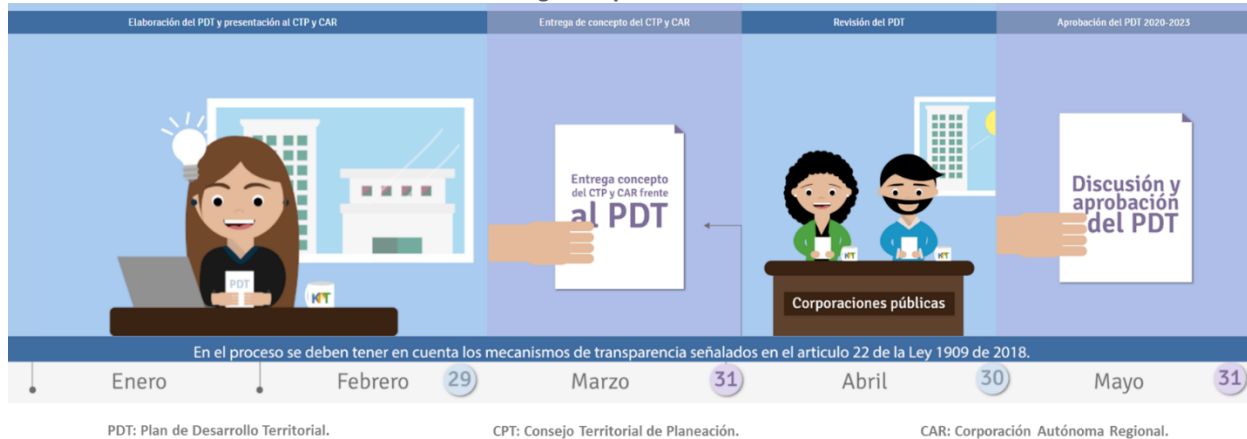 Elaboración del PDT y presentación al CTP y CAR
Entrega de concepto del CTP y CAR
Revisión del PDT
Aprobación del PDT 2020-2023
Entrega concepto
del CTP y CAR frente
al PDT
Discusión y
aprobación
del PDT
PDT
KPT
KPT
KPT
Corporaciones públicas
En el proceso se deben tener en cuenta los mecanismos de transparencia señalados en el articulo 22 de la Ley 1909 de 2018.
Enero
Febrero
29
Marzo
31
Abril
30
Mayo
31
PDT: Plan de Desarrollo Territorial.
CPT: Consejo Territorial de Planeación.
CAR: Corporación Autónoma Regional.